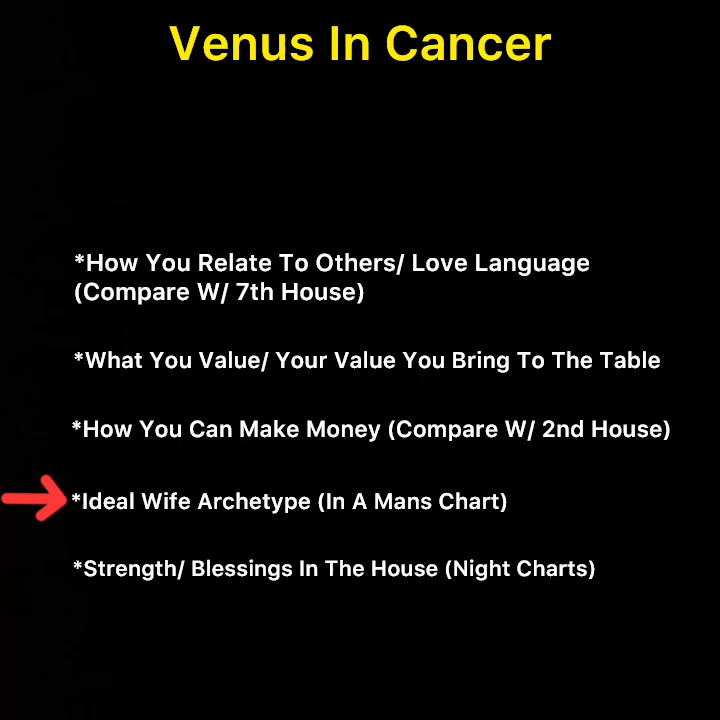 Venus In Cancer
*How You Relate To Others/ Love Language
(Compare W/ 7th House)
*What You Value/ Your Value You Bring To The Table
*How You Can Make Money (Compare W/ 2nd House)
*Ideal Wife Archetype (In A Mans Chart)
*Strength/ Blessings In The House (Night Charts)